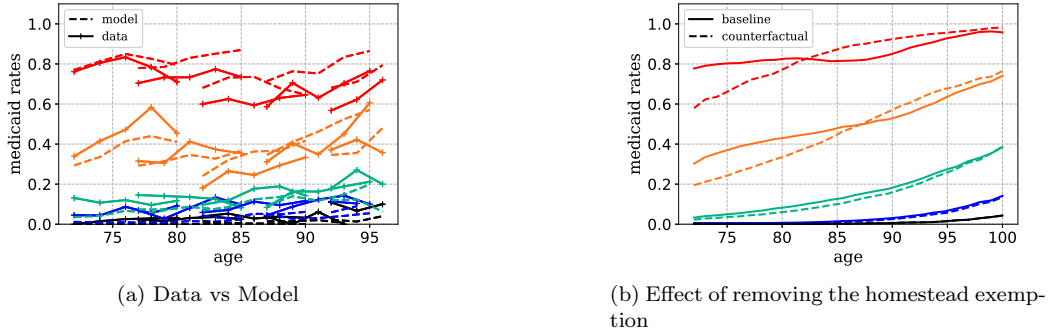 1.0
0.8
0.6
0.4
0.2
0.0
medicaid rates
model
data
75 80 85 90 95
age
(a) Data vs Model
1.0
0.8
0.6
0.4
0.2
0.0
medicaid rates
baseline
counterfactual
75 80 85 90 95 100
age
(b) Effect of removing the homestead exemp-
tion